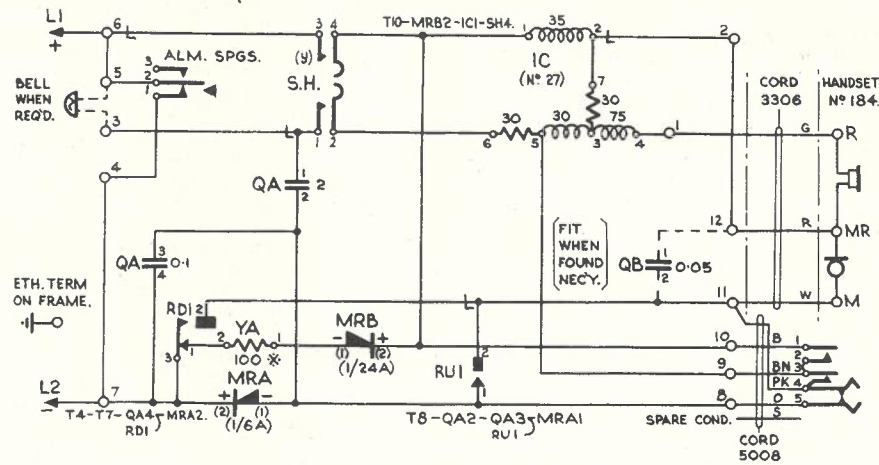 L1
+
6
L
3 4
(Y)
T10-MRB2-IC1-SH4.
1
35
2
L
2
ALM. SPGS.
3
2
1
S.H.
IC
(Nº 27)
7
30
CORD
3306
HANDSET
Nº 184.
BELL
WHEN
REQ'D.
5
3
L
1 2
30
6
5
30
3
75
4
1
G
R
4
QA
1
2
2
12
R
MR
(FIT
WHEN
FOUND
NECY.)
QB
1
2
0·05
QA
3
4
0·1
ETH. TERM
ON FRAME.
RD1
2
L
11
W
M
YA
2
1
100 ※
MRB
- +
(1) (2)
(1/24A)
3
1
RU1
2
1
10
B
1
2
9
BN
3
PK
4
MRA
+ -
(2) (1)
(1/6A)
L2
-
7
8
O
5
S
T4-T7-QA4-MRA2.
RD1
T8-QA2-QA3-MRA1
RU1
SPARE COND.
CORD
5008